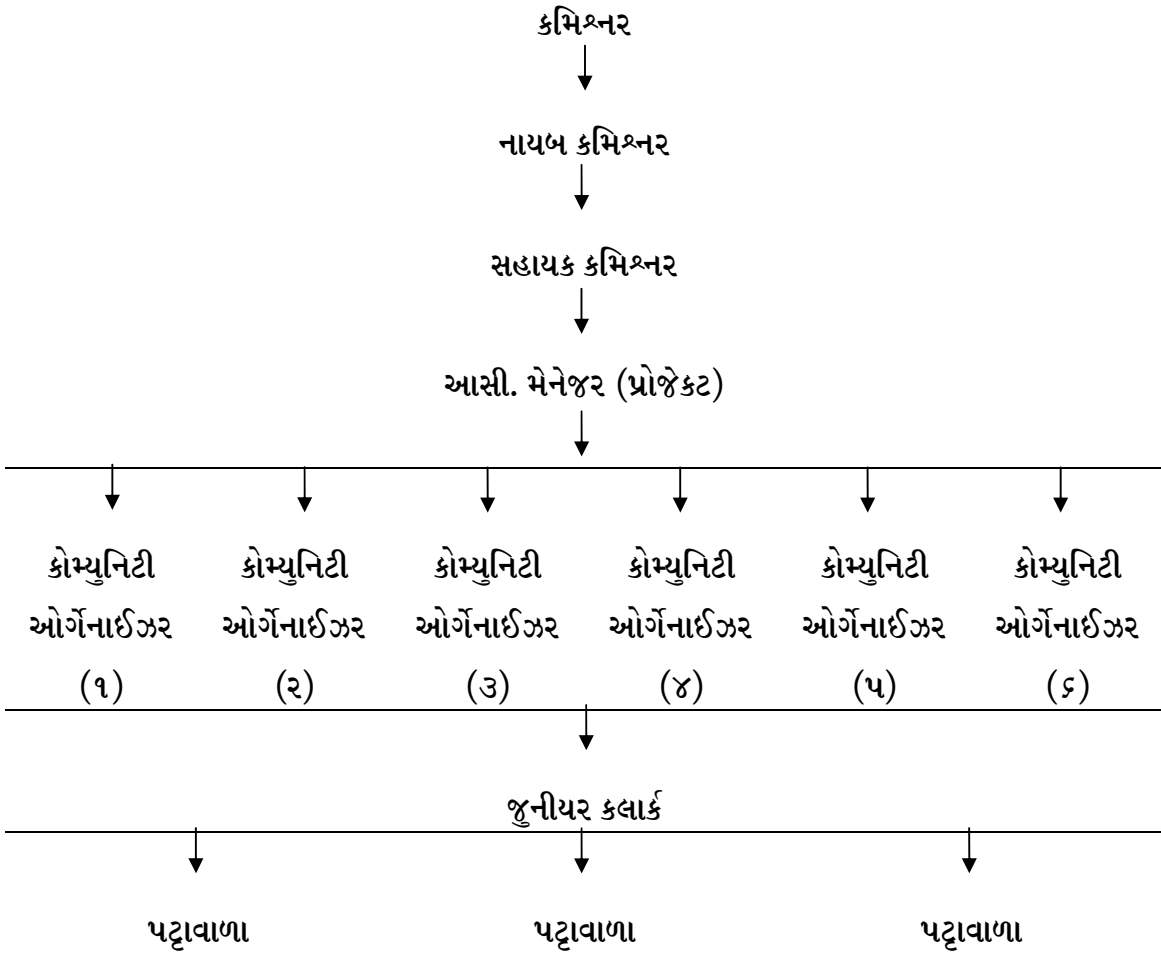 કમિશ્નર
નાયબ કમિશ્નર
સહાયક કમિશ્નર
આસી. મેનેજર (પ્રોજેકટ)
કોમ્યુનિટી કોમ્યુનિટી કોમ્યુનિટી કોમ્યુનિટી કોમ્યુનિટી કોમ્યુનિટી
ઓર્ગેનાઈઝર ઓર્ગેનાઈઝર ઓર્ગેનાઈઝર ઓર્ગેનાઈઝર ઓર્ગેનાઈઝર ઓર્ગેનાઈઝર
(૧) (૨) (૩) (૪) (૫) (૬)
જુનીયર કલાર્ક
પટ્ટાવાળા પટ્ટાવાળા પટ્ટાવાળા